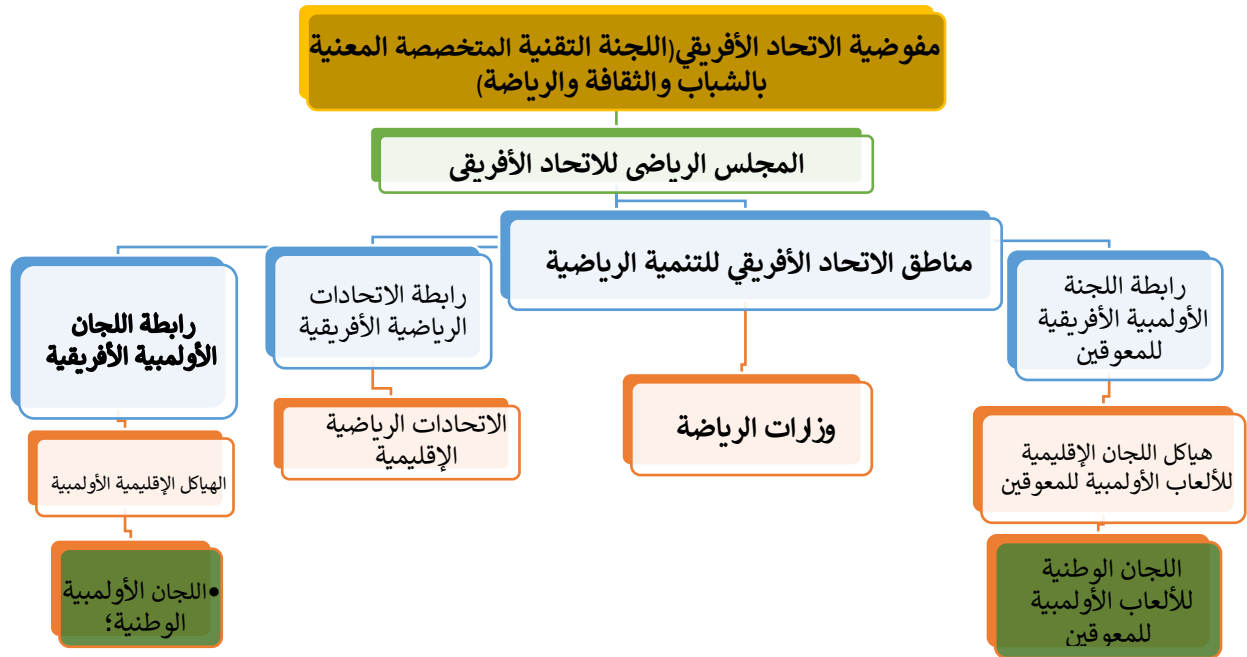 مفوضية الاتحاد الأفريقي(اللجنة التقنية المتخصصة المعنية
بالشباب والثقافة والرياضة)
المجلس الرياضى للاتحاد الأفريقى
مناطق الاتحاد الأفريقي للتنمية الرياضية
رابطة اللجنة
الأولمبية الأفريقية
للمعوقين
رابطة الاتحادات
الرياضية الأفريقية
رابطة اللجان
الأولمبية الأفريقية
هياكل اللجان الإقليمية
للألعاب الأولمبية للمعوقين
وزارات الرياضة
الاتحادات الرياضية
الإقليمية
الهياكل الإقليمية الأولمبية
اللجان الوطنية
للألعاب الأولمبية
للمعوقين
•اللجان الأولمبية
الوطنية؛